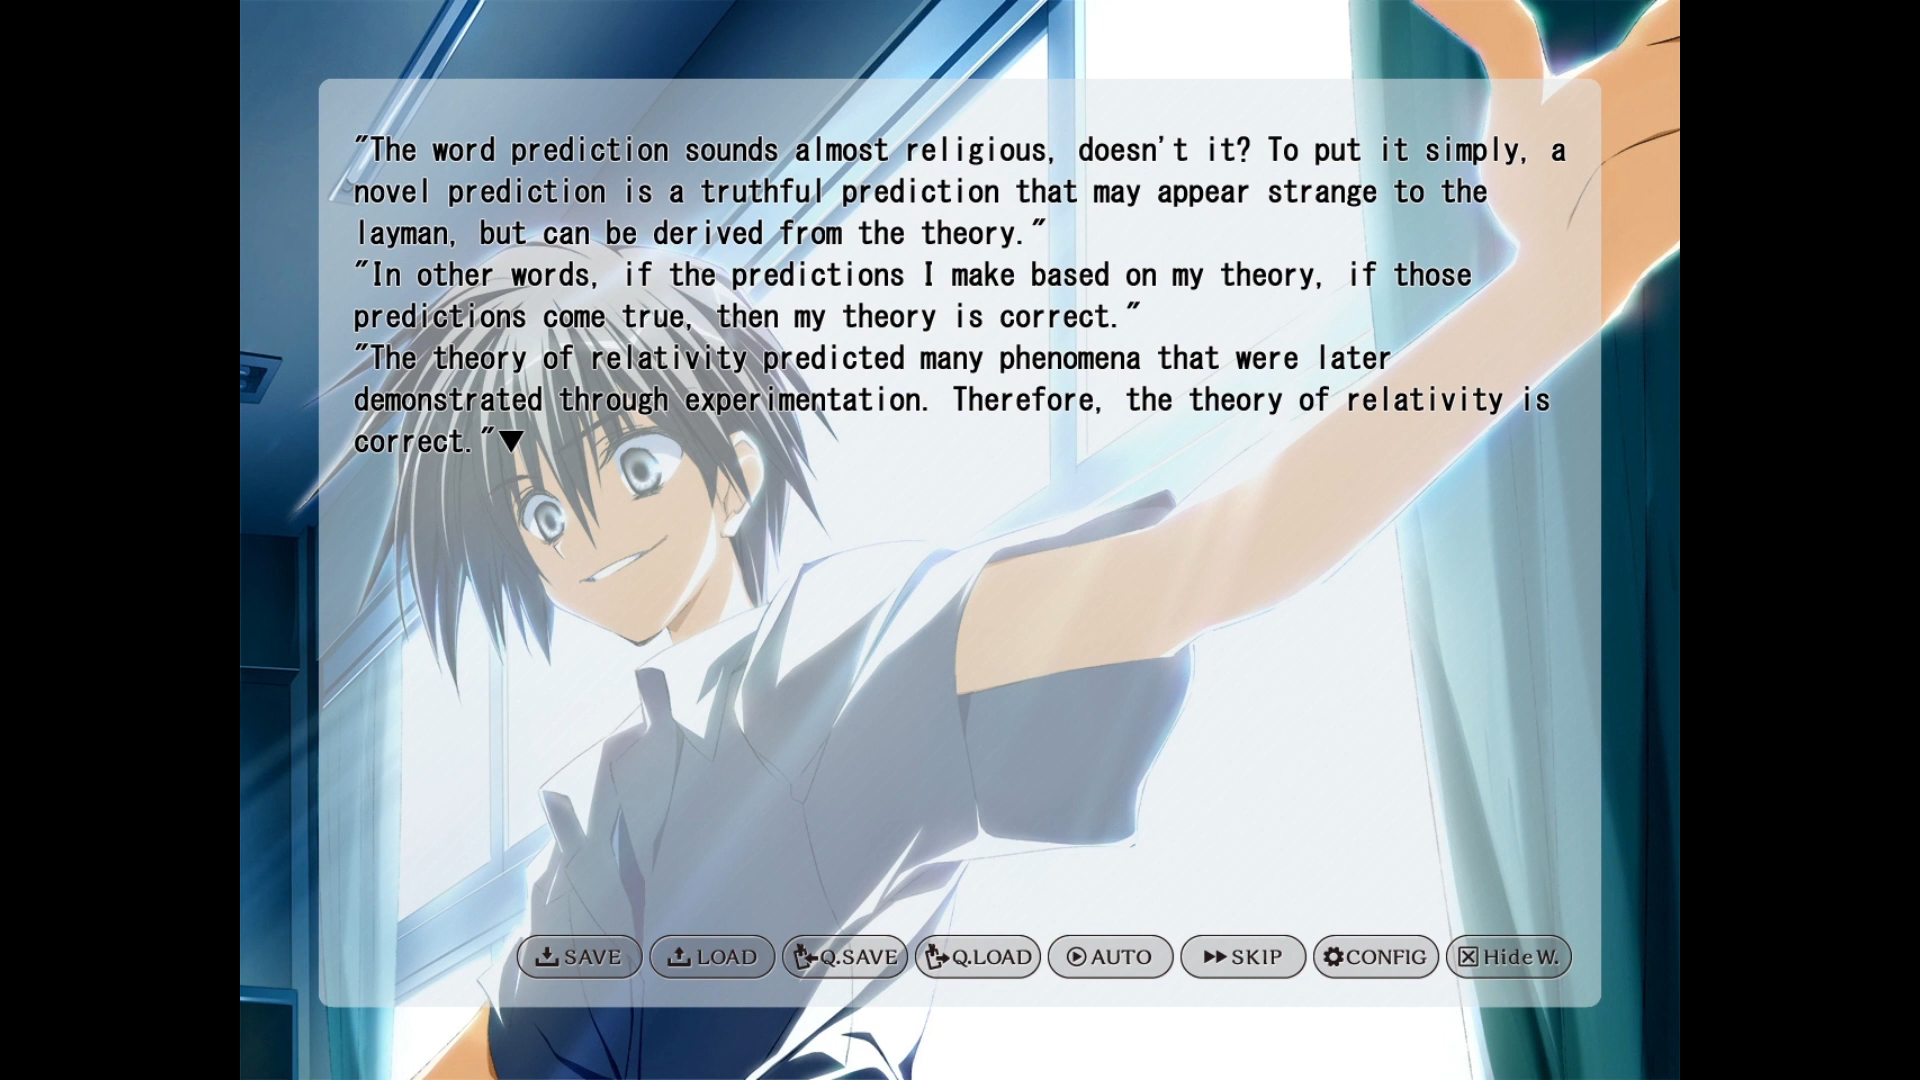 "The word prediction sounds almost religious, doesn't it? To put it simply, a
novel prediction is a truthful prediction that may appear strange to the
layman, but can be derived from the theory."
"In other words, if the predictions I make based on my theory, if those
predictions come true, then my theory is correct."
"The theory of relativity predicted many phenomena that were later
demonstrated through experimentation. Therefore, the theory of relativity is
correct."▼
SAVE LOAD Q.SAVE Q.LOAD AUTO SKIP CONFIG Hide W.